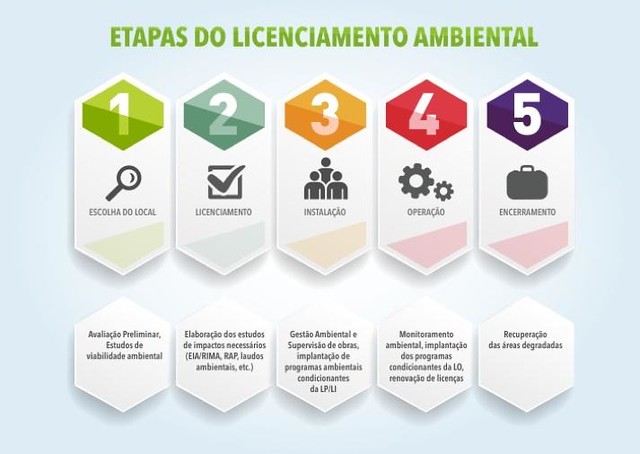 ETAPAS DO LICENCIAMENTO AMBIENTAL
1
2
3
4
5
ESCOLHA DO LOCAL
LICENCIAMENTO
INSTALAÇÃO
OPERAÇÃO
ENCERRAMENTO
Avaliação Preliminar,
Estudos de
viabilidade ambiental
Elaboração dos estudos
de impactos necessários
(EIA/RIMA, RAP, laudos
ambientais, etc.)
Gestão Ambiental e
Supervisão de obras,
implantação de
programas ambientais
condicionantes
da LP/LI
Monitoramento
ambiental, implantação
dos programas
condicionantes da LO,
renovação de licenças
Recuperação
das áreas degradadas